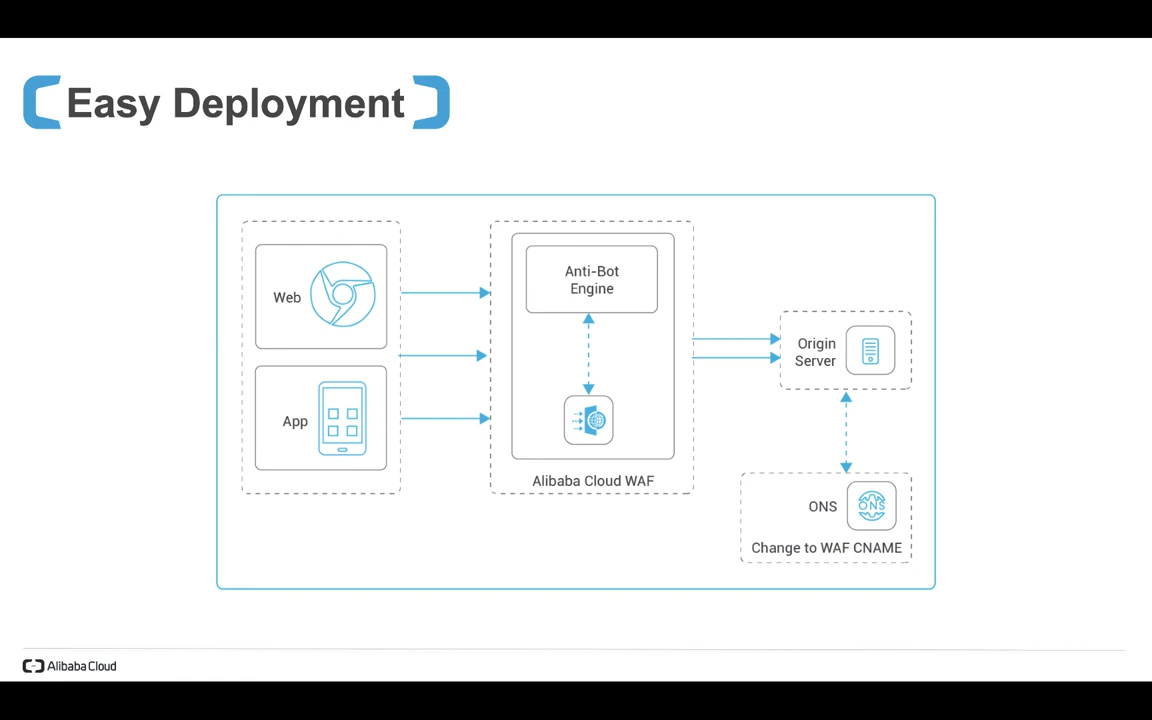 Easy Deployment
Web
App
Anti-Bot
Engine
Alibaba Cloud WAF
Origin
Server
ONS
ONS
Change to WAF CNAME
Alibaba Cloud